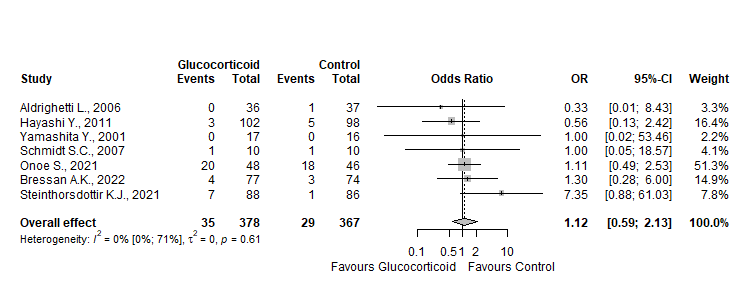 Glucocorticoid Control
Study Events Total Events Total Odds Ratio OR 95%-CI Weight
Aldrighetti L., 2006 0 36 1 37 0.33 [0.01; 8.43] 3.3%
Hayashi Y., 2011 3 102 5 98 0.56 [0.13; 2.42] 16.4%
Yamashita Y., 2001 0 17 0 16 1.00 [0.02; 53.46] 2.2%
Schmidt S.C., 2007 1 10 1 10 1.00 [0.05; 18.57] 4.1%
Onoe S., 2021 20 48 18 46 1.11 [0.49; 2.53] 51.3%
Bressan A.K., 2022 4 77 3 74 1.30 [0.28; 6.00] 14.9%
Steinthorsdottir K.J., 2021 7 88 1 86 7.35 [0.88; 61.03] 7.8%
Overall effect 35 378 29 367 1.12 [0.59; 2.13] 100.0%
Heterogeneity: I² = 0% [0%; 71%], τ² = 0, p = 0.61
0.1 0.5 1 2 10
Favours Glucocorticoid Favours Control